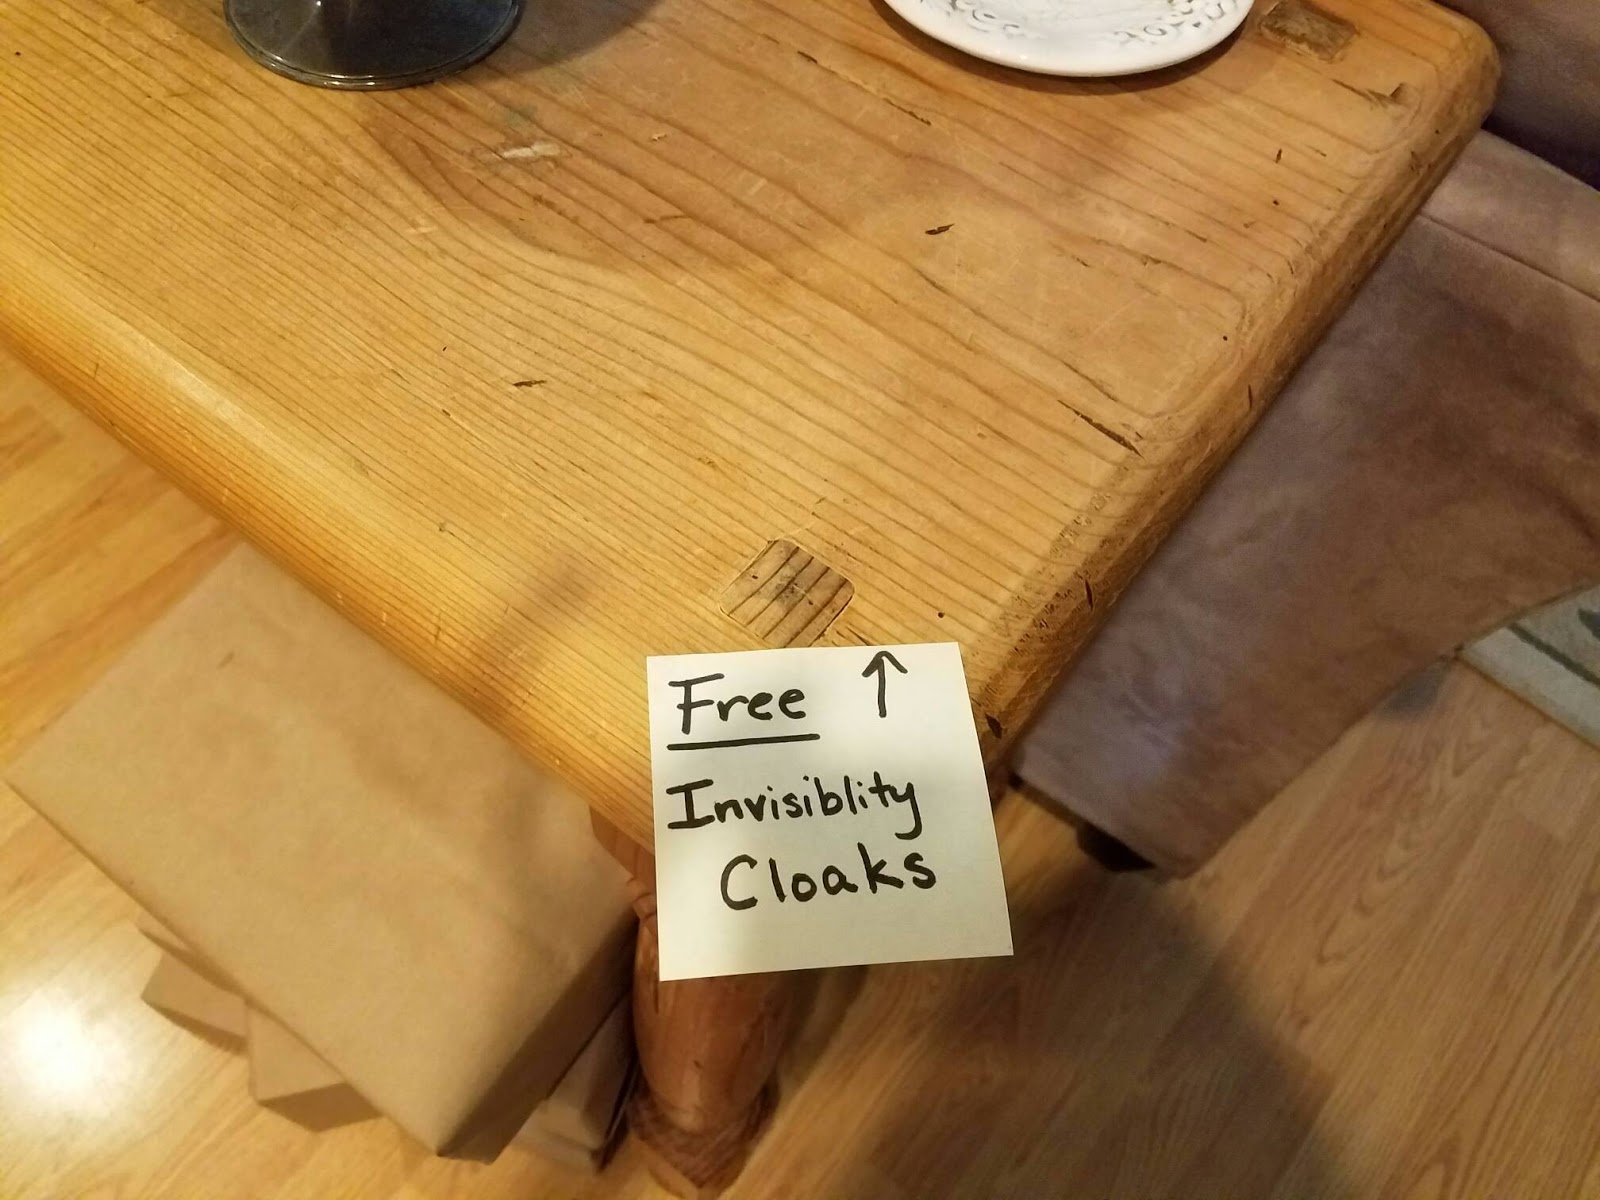 Free ↑
Invisiblity
Cloaks